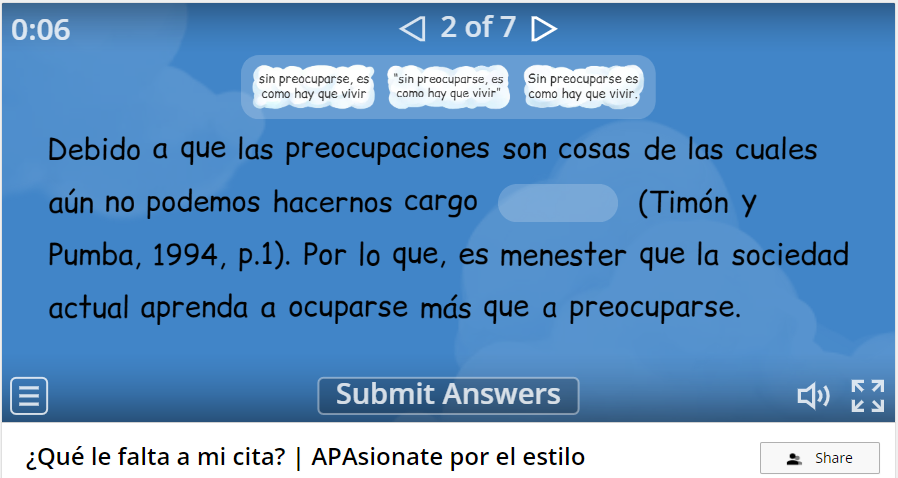 0:06
2 of 7
sin preocuparse, es
como hay que vivir
"sin preocuparse, es
como hay que vivir"
Sin preocuparse es
como hay que vivir.
Debido a que las preocupaciones son cosas de las cuales
aún no podemos hacernos cargo (Timón y
Pumba, 1994, p.1). Por lo que, es menester que la sociedad
actual aprenda a ocuparse más que a preocuparse.
Submit Answers
¿Qué le falta a mi cita? | APAsionate por el estilo
Share